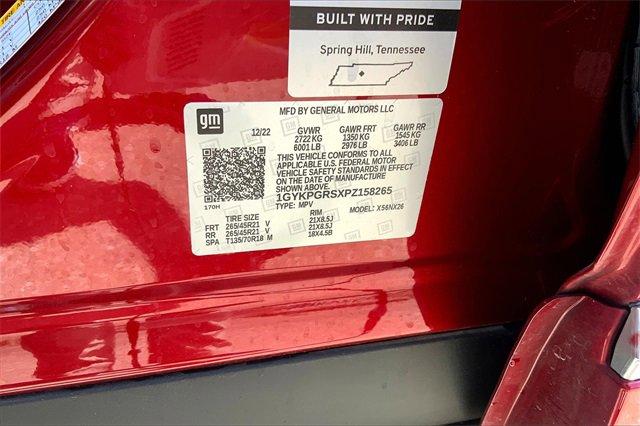 BUILT WITH PRIDE
Spring Hill, Tennessee
gm
MFD BY GENERAL MOTORS LLC
12/22 GVWR GAWR FRT GAWR RR
2722 KG 1350 KG 1545 KG
6001 LB 2976 LB 3406 LB
THIS VEHICLE CONFORMS TO ALL
APPLICABLE U.S. FEDERAL MOTOR
VEHICLE SAFETY STANDARDS IN EFFECT
ON THE DATE OF MANUFACTURE
1GYKPGRSXPZ158265
170H TYPE: MPV MODEL: X56NX26
TIRE SIZE RIM
FRT 265/45R21 V 21X8.5J
RR 265/45R21 V 21X8.5J
SPA T135/70R18 M 18X4.5B